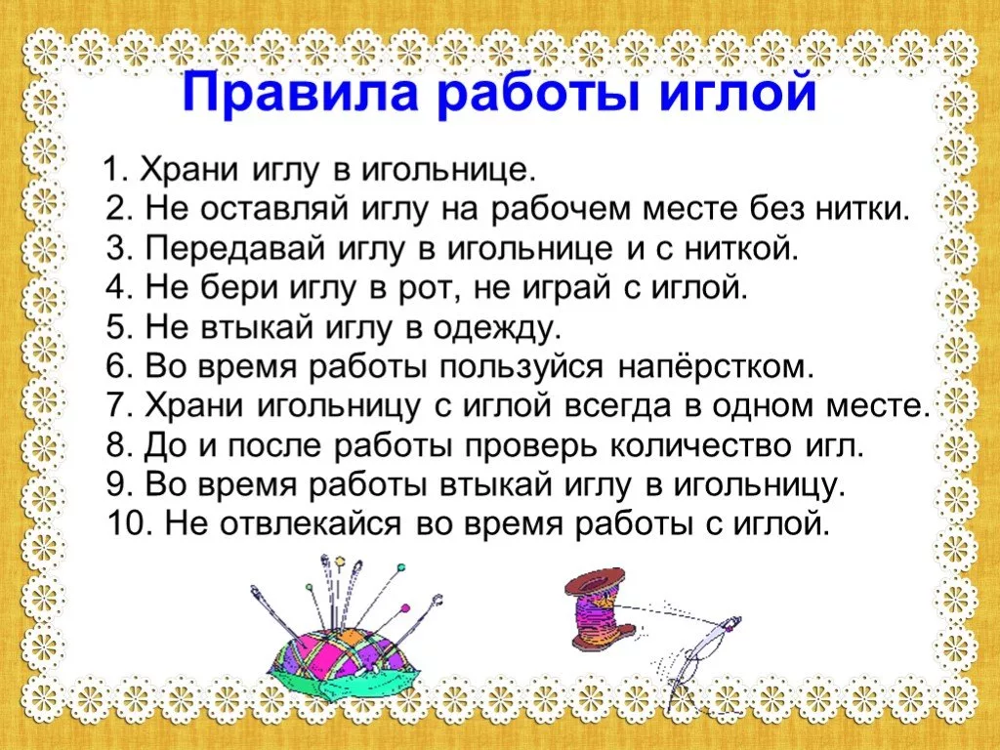 Правила работы иглой
1. Храни иглу в игольнице.
2. Не оставляй иглу на рабочем месте без нитки.
3. Передавай иглу в игольнице и с ниткой.
4. Не бери иглу в рот, не играй с иглой.
5. Не втыкай иглу в одежду.
6. Во время работы пользуйся напёрстком.
7. Храни игольницу с иглой всегда в одном месте.
8. До и после работы проверь количество игл.
9. Во время работы втыкай иглу в игольницу.
10. Не отвлекайся во время работы с иглой.